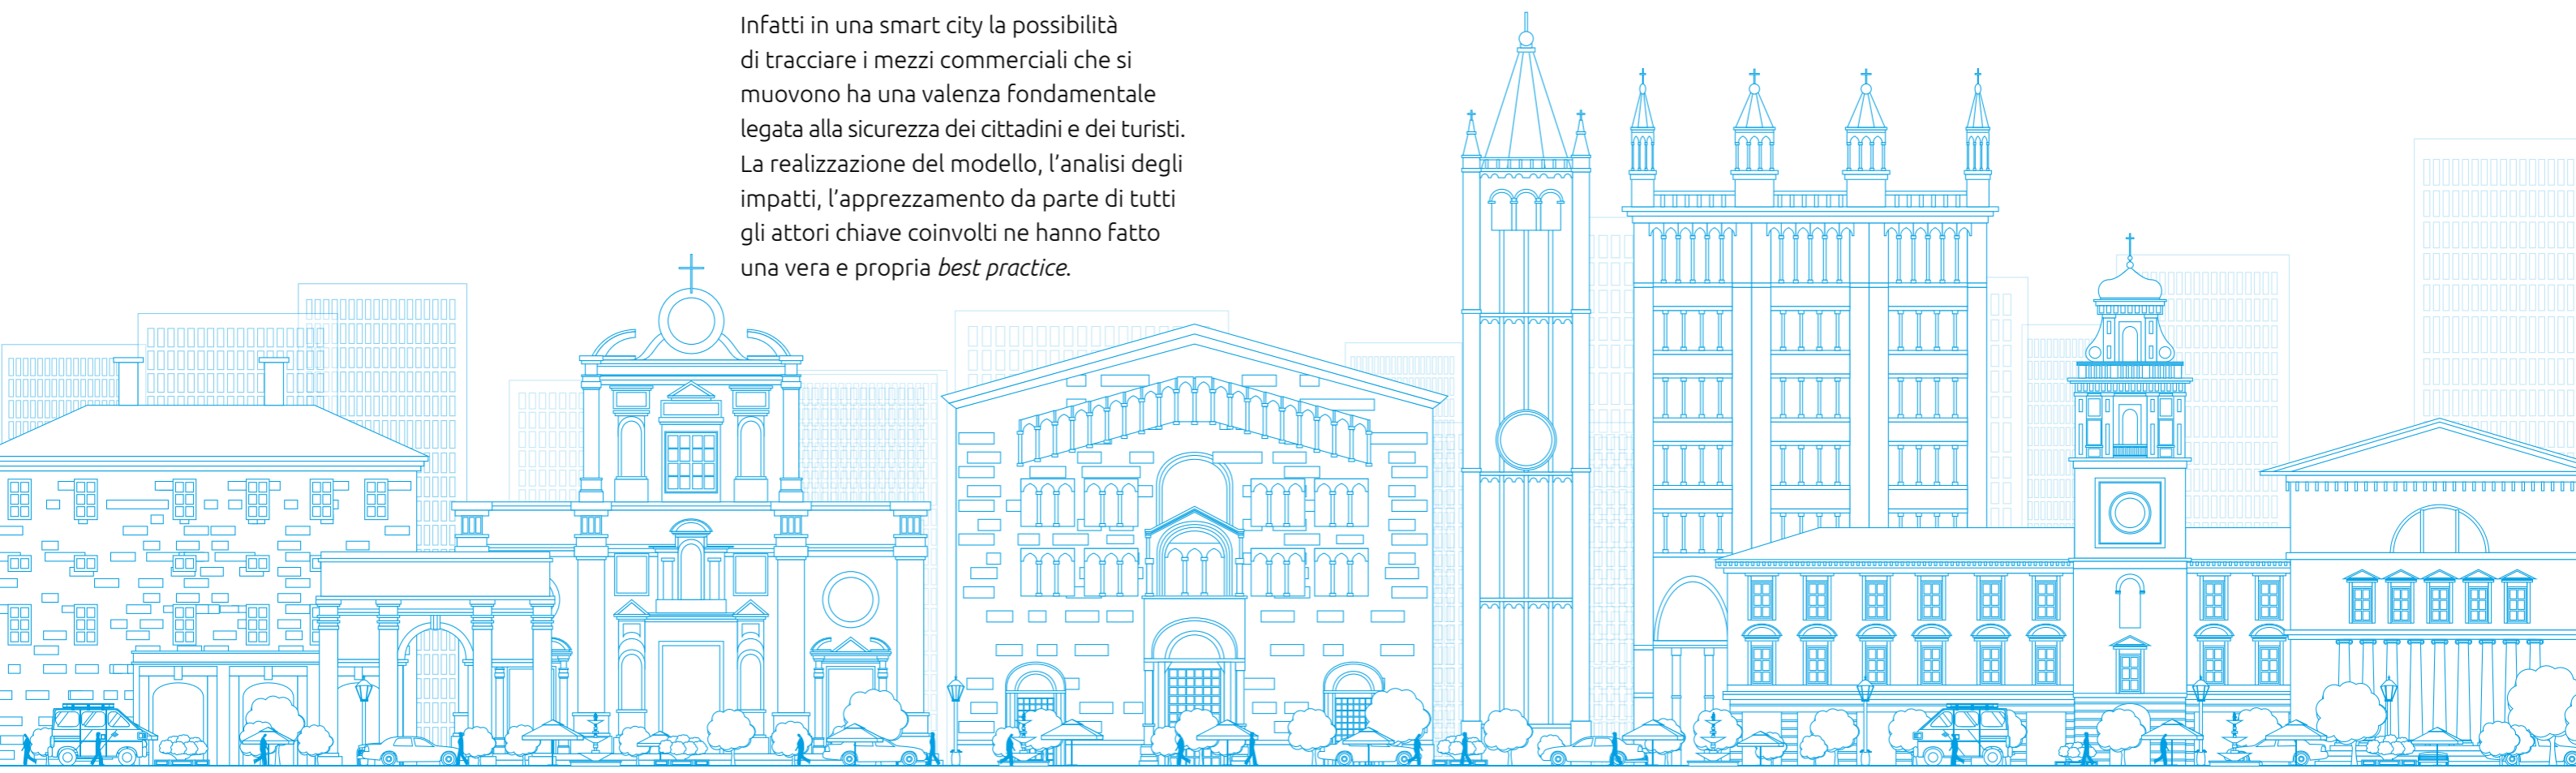 Infatti in una smart city la possibilità
di tracciare i mezzi commerciali che si
muovono ha una valenza fondamentale
legata alla sicurezza dei cittadini e dei turisti.
La realizzazione del modello, l’analisi degli
impatti, l’apprezzamento da parte di tutti
gli attori chiave coinvolti ne hanno fatto
una vera e propria best practice.